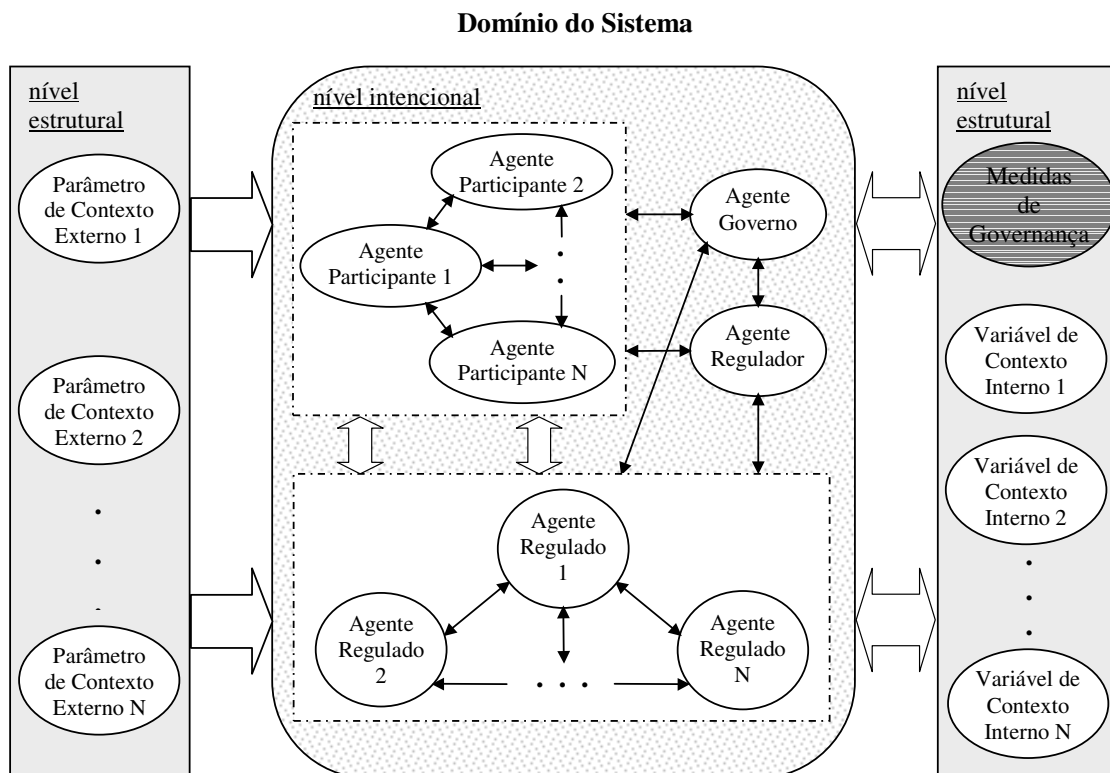 Domínio do Sistema
nível
estrutural
Parâmetro
de Contexto
Externo 1
Parâmetro
de Contexto
Externo 2
.
.
.
Parâmetro
de Contexto
Externo N
nível intencional
Agente
Participante 2
Agente
Participante 1
.
.
.
Agente
Participante N
Agente
Governo
Agente
Regulador
Agente
Regulado
1
Agente
Regulado
2
. . .
Agente
Regulado
N
nível
estrutural
Medidas
de
Governança
Variável de
Contexto
Interno 1
Variável de
Contexto
Interno 2
.
.
.
Variável de
Contexto
Interno N